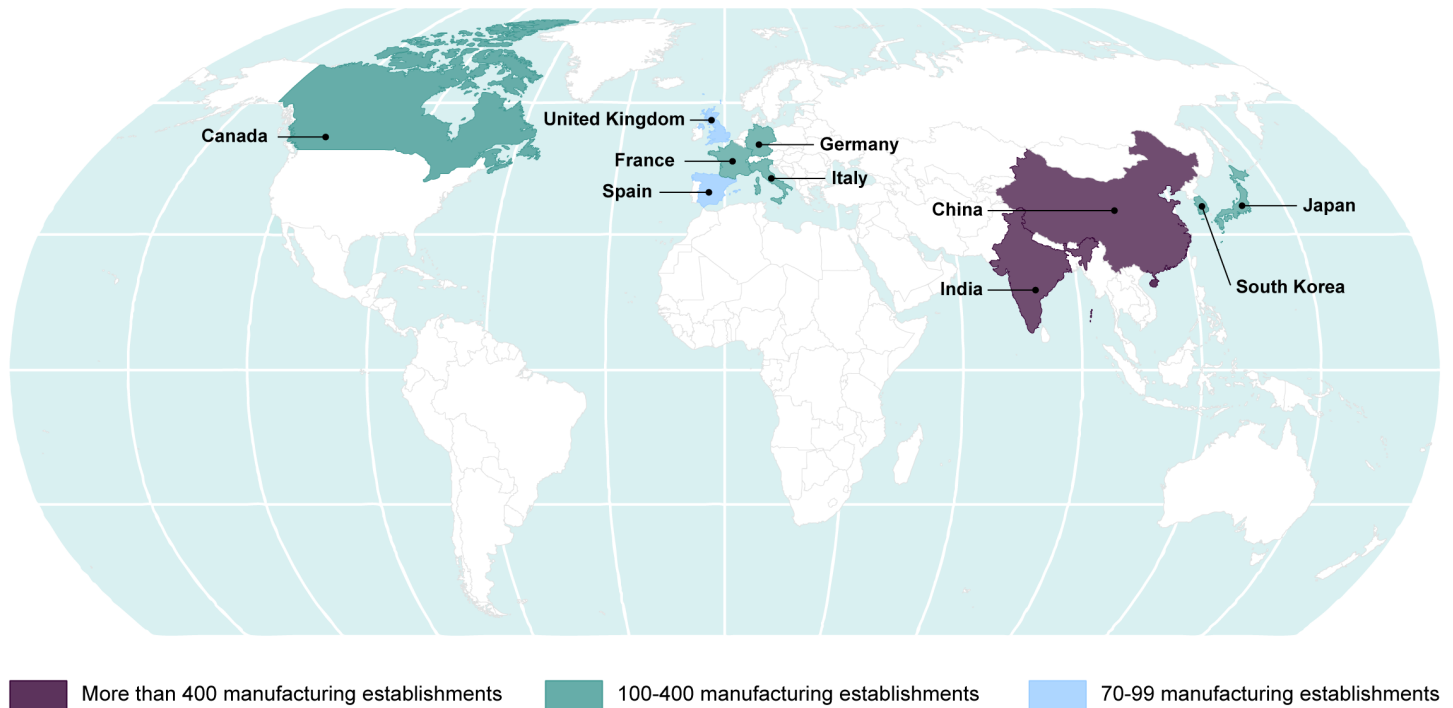 United Kingdom
Canada
Germany
France
Italy
Spain
China
Japan
India
South Korea
More than 400 manufacturing establishments
100-400 manufacturing establishments
70-99 manufacturing establishments